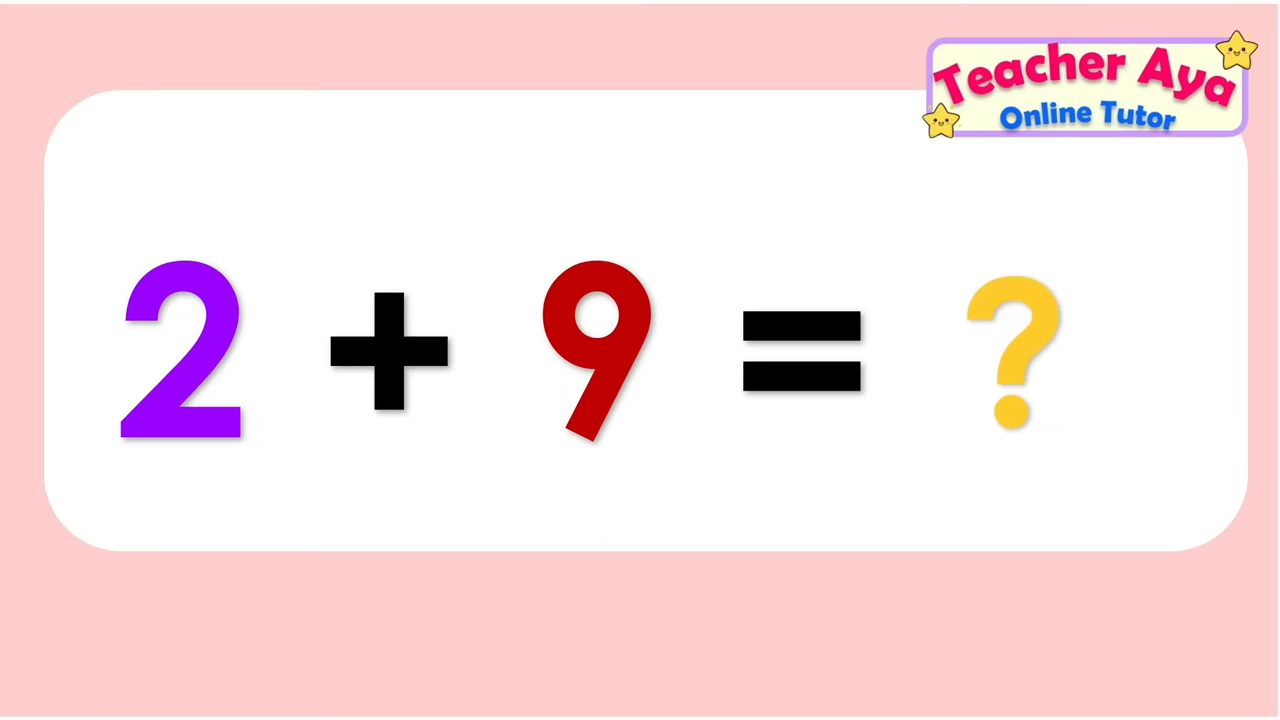 Teacher Aya
Online Tutor
2 + 9 = ?